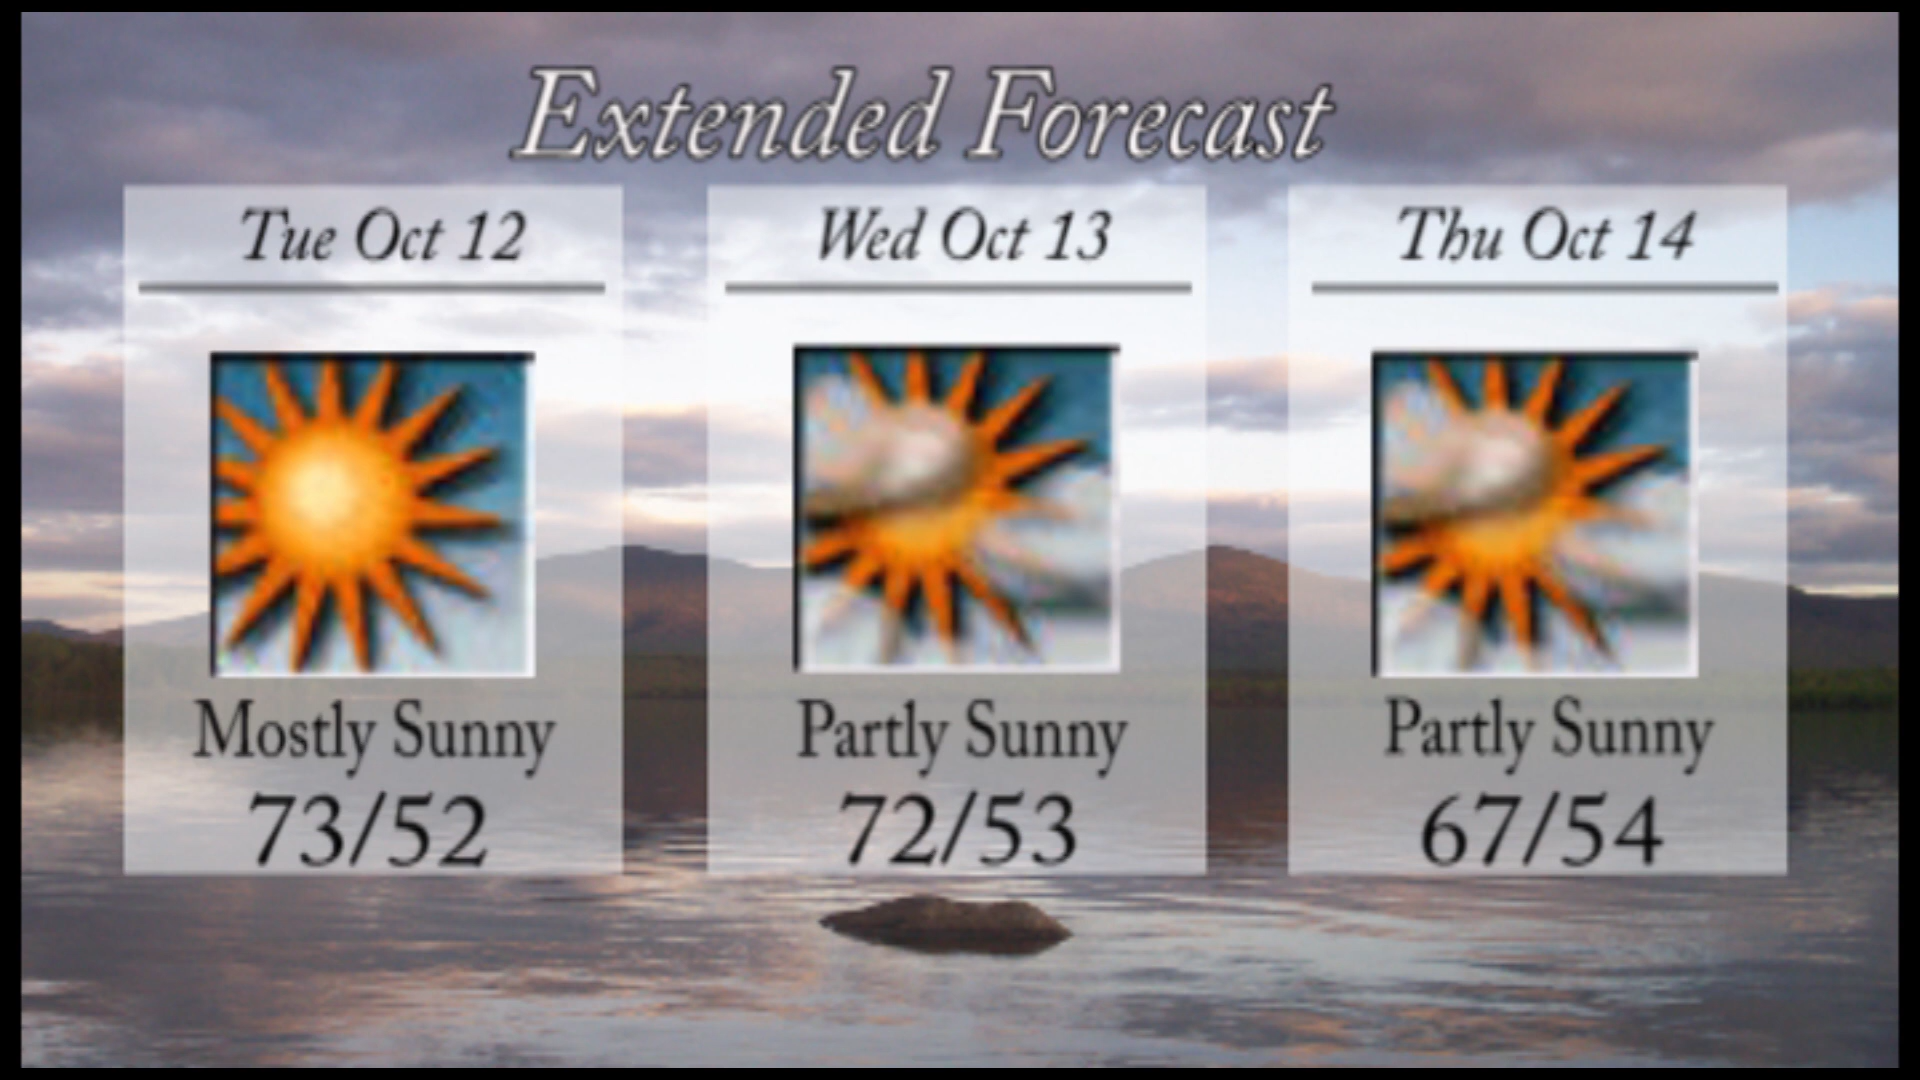 Extended Forecast
Tue Oct 12
Mostly Sunny
73/52
Wed Oct 13
Partly Sunny
72/53
Thu Oct 14
Partly Sunny
67/54